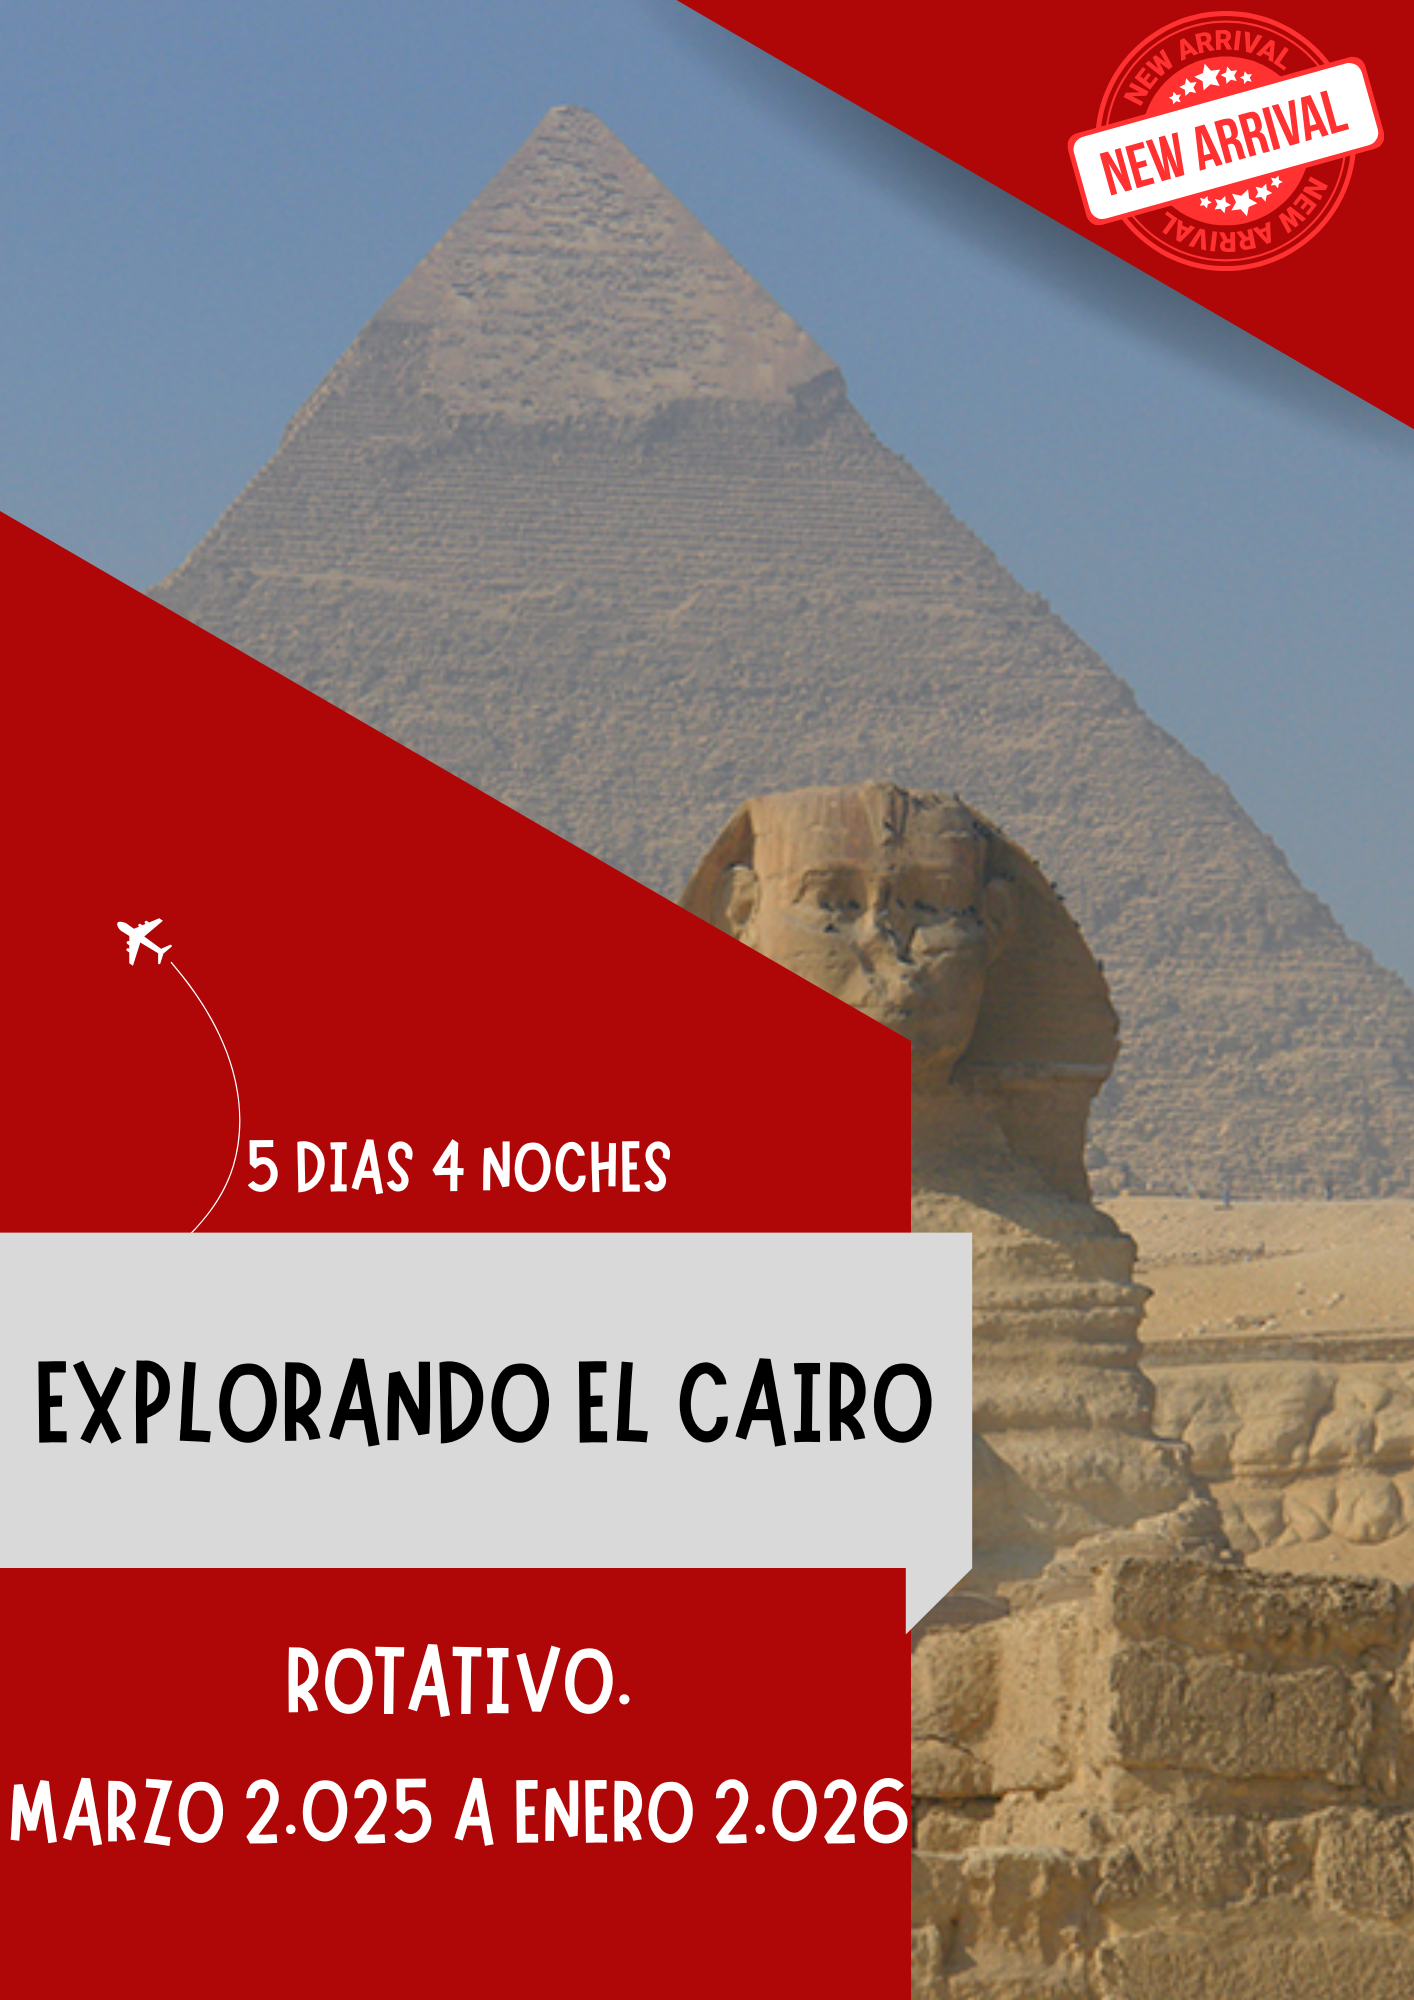 NEW ARRIVAL
NEW ARRIVAL
NEW ARRIVAL
5 DIAS 4 NOCHES
EXPLORANDO EL CAIRO
ROTATIVO.
MARZO 2.025 A ENERO 2.026